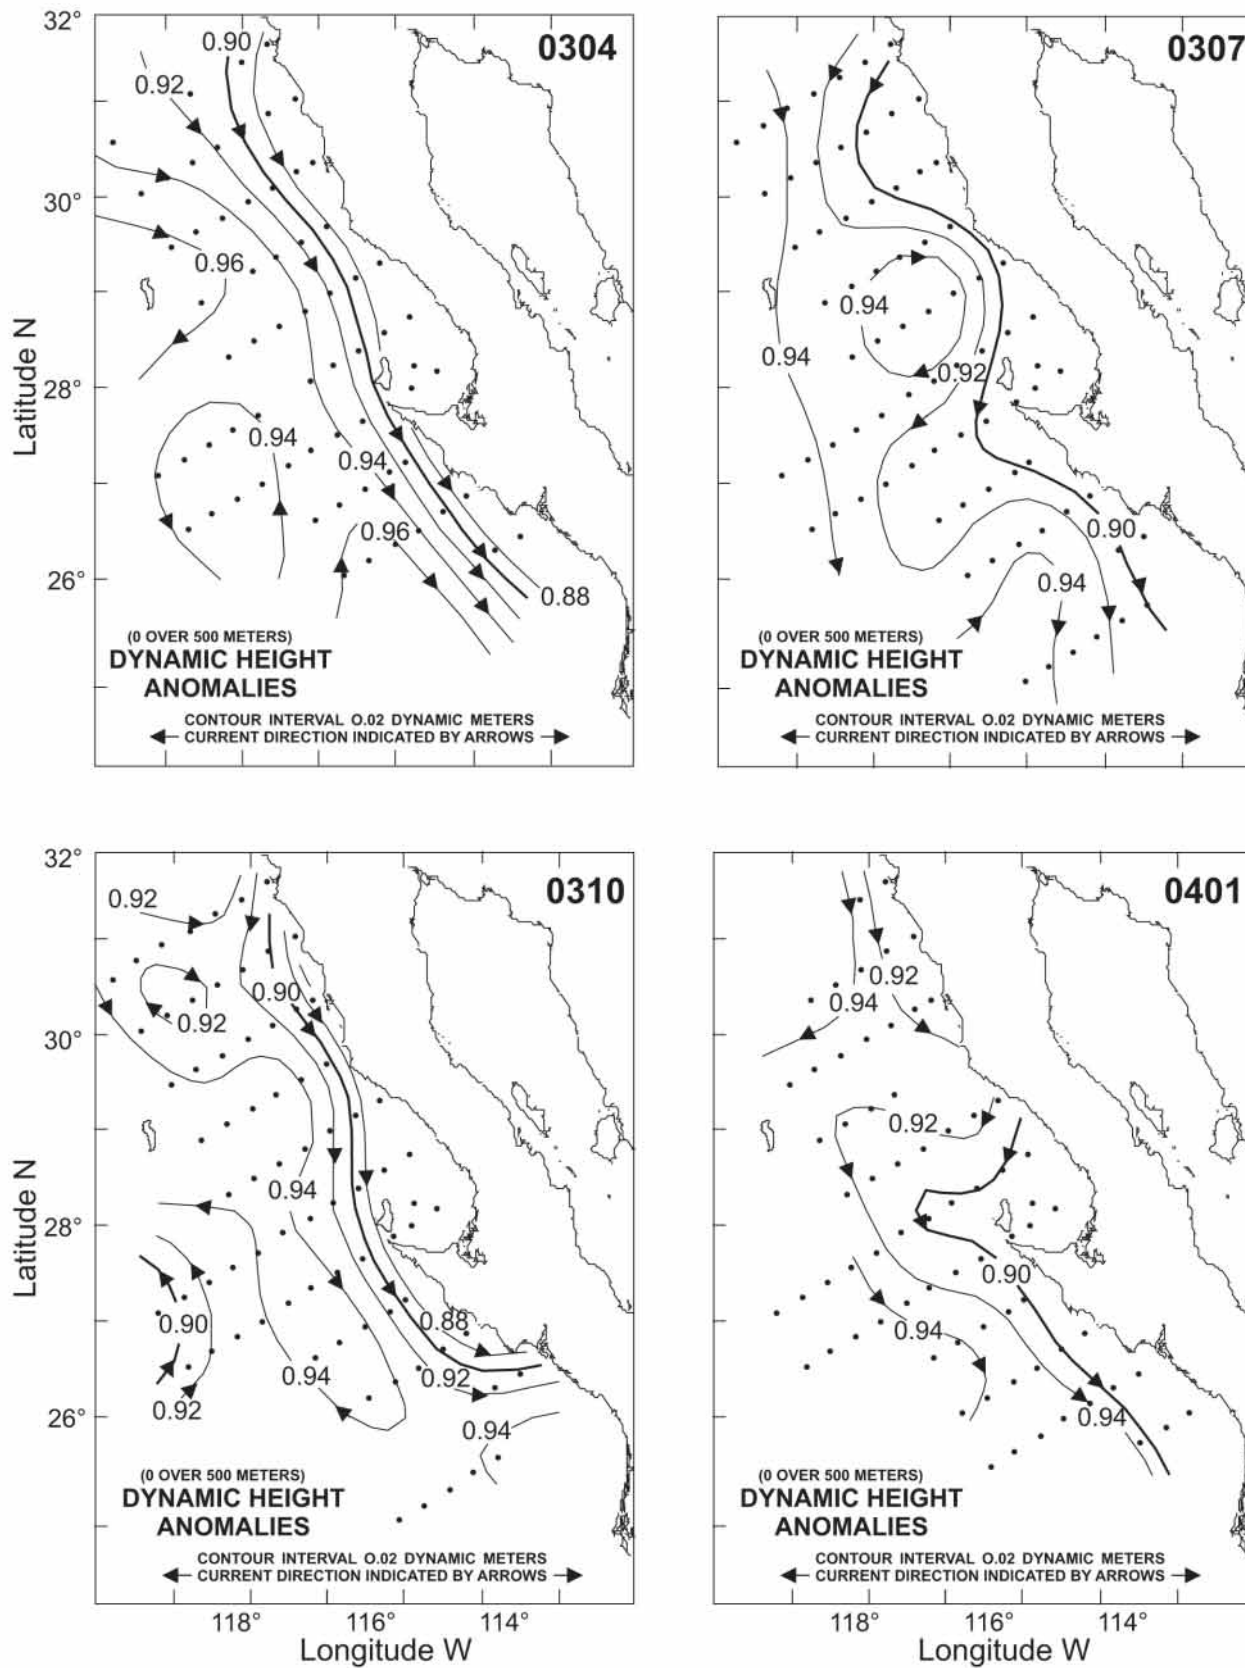 32°
0.90
0304
0307
0.92
30°
0.96
0.94
0.94
Latitude N
28°
0.92
0.94
0.94
0.96
0.90
26°
0.88
0.94
(0 OVER 500 METERS)
DYNAMIC HEIGHT
ANOMALIES
CONTOUR INTERVAL O.02 DYNAMIC METERS
CURRENT DIRECTION INDICATED BY ARROWS
(0 OVER 500 METERS)
DYNAMIC HEIGHT
ANOMALIES
CONTOUR INTERVAL O.02 DYNAMIC METERS
CURRENT DIRECTION INDICATED BY ARROWS
32°
0.92
0310
0401
0.90
0.92
0.92
0.94
30°
0.92
0.94
Latitude N
28°
0.90
0.88
0.90
0.94
0.94
0.92
0.92
26°
0.94
0.94
(0 OVER 500 METERS)
DYNAMIC HEIGHT
ANOMALIES
CONTOUR INTERVAL O.02 DYNAMIC METERS
CURRENT DIRECTION INDICATED BY ARROWS
(0 OVER 500 METERS)
DYNAMIC HEIGHT
ANOMALIES
CONTOUR INTERVAL O.02 DYNAMIC METERS
CURRENT DIRECTION INDICATED BY ARROWS
118° 116° 114°
Longitude W
118° 116° 114°
Longitude W